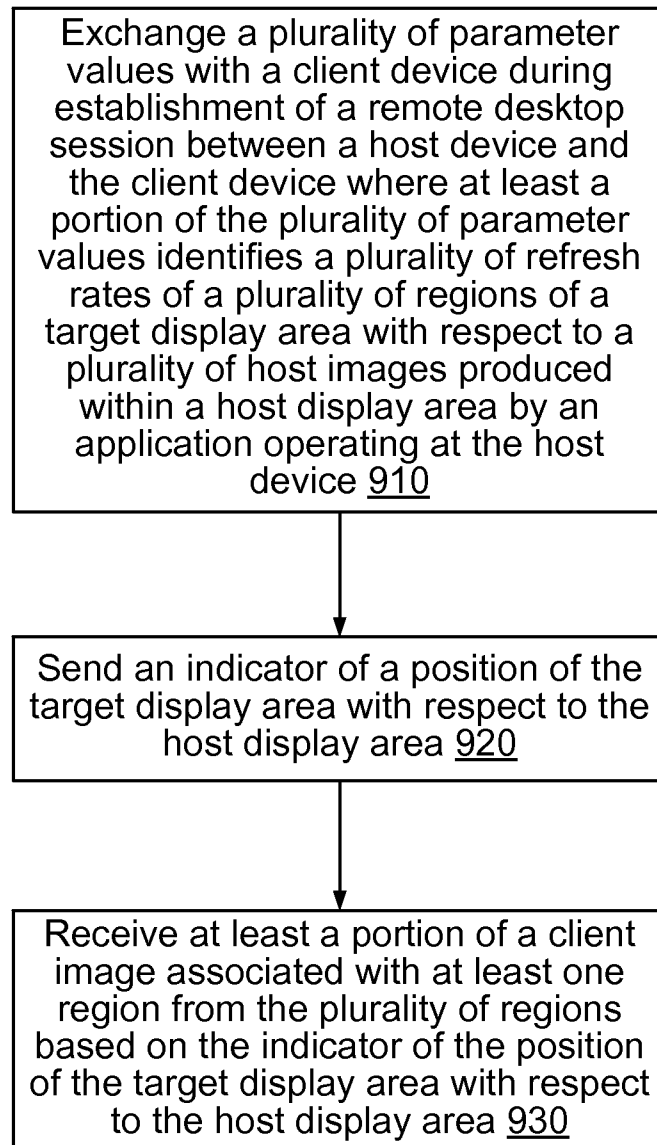 Exchange a plurality of parameter
values with a client device during
establishment of a remote desktop
session between a host device and
the client device where at least a
portion of the plurality of parameter
values identifies a plurality of refresh
rates of a plurality of regions of a
target display area with respect to a
plurality of host images produced
within a host display area by an
application operating at the host
device 910
Send an indicator of a position of the
target display area with respect to the
host display area 920
Receive at least a portion of a client
image associated with at least one
region from the plurality of regions
based on the indicator of the position
of the target display area with respect
to the host display area 930